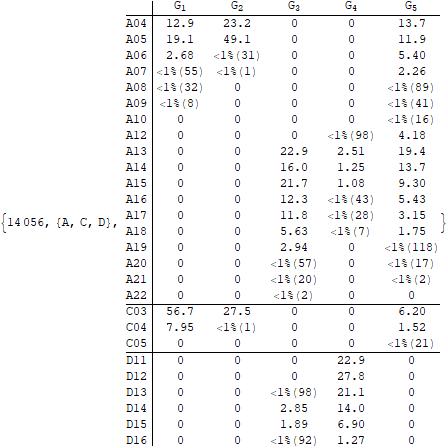 G1 G2 G3 G4 G5
A04 12.9 23.2 0 0 13.7
A05 19.1 49.1 0 0 11.9
A06 2.68 <1%(31) 0 0 5.40
A07 <1%(55) <1%(1) 0 0 2.26
A08 <1%(32) 0 0 0 <1%(89)
A09 <1%(8) 0 0 0 <1%(41)
A10 0 0 0 0 <1%(16)
A12 0 0 0 <1%(98) 4.18
A13 0 0 22.9 2.51 19.4
A14 0 0 16.0 1.25 13.7
A15 0 0 21.7 1.08 9.30
A16 0 0 12.3 <1%(43) 5.43
{14 056, {A, C, D}, A17 0 0 11.8 <1%(28) 3.15 }
A18 0 0 5.63 <1%(7) 1.75
A19 0 0 2.94 0 <1%(118)
A20 0 0 <1%(57) 0 <1%(17)
A21 0 0 <1%(20) 0 <1%(2)
A22 0 0 <1%(2) 0 0
C03 56.7 27.5 0 0 6.20
C04 7.95 <1%(1) 0 0 1.52
C05 0 0 0 0 <1%(21)
D11 0 0 0 22.9 0
D12 0 0 0 27.8 0
D13 0 0 <1%(98) 21.1 0
D14 0 0 2.85 14.0 0
D15 0 0 1.89 6.90 0
D16 0 0 <1%(92) 1.27 0